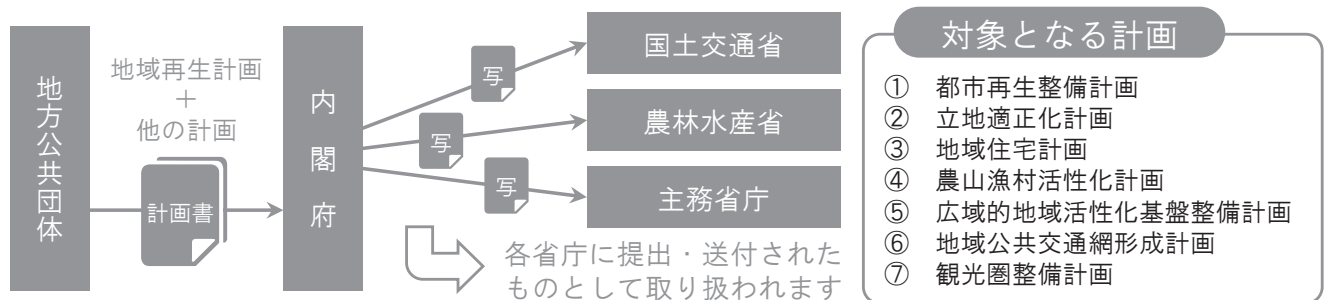 地方公共団体
地域再生計画
＋
他の計画
計画書
内閣府
写
写
写
国土交通省
農林水産省
主務省庁
各省庁に提出・送付された
ものとして取り扱われます
対象となる計画
① 都市再生整備計画
② 立地適正化計画
③ 地域住宅計画
④ 農山漁村活性化計画
⑤ 広域的地域活性化基盤整備計画
⑥ 地域公共交通網形成計画
⑦ 観光圏整備計画